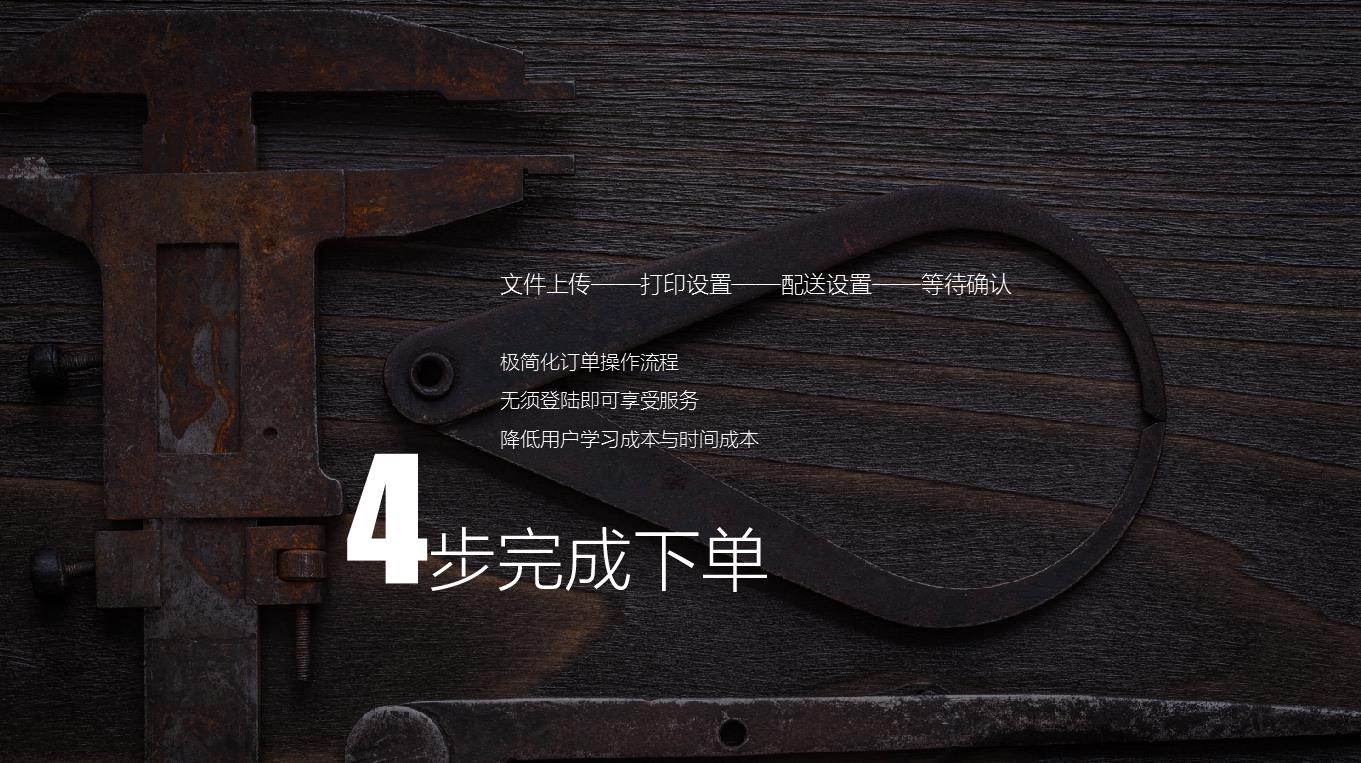 文件上传——打印设置——配送设置——等待确认
极简化订单操作流程
无须登陆即可享受服务
降低用户学习成本与时间成本
4步完成下单